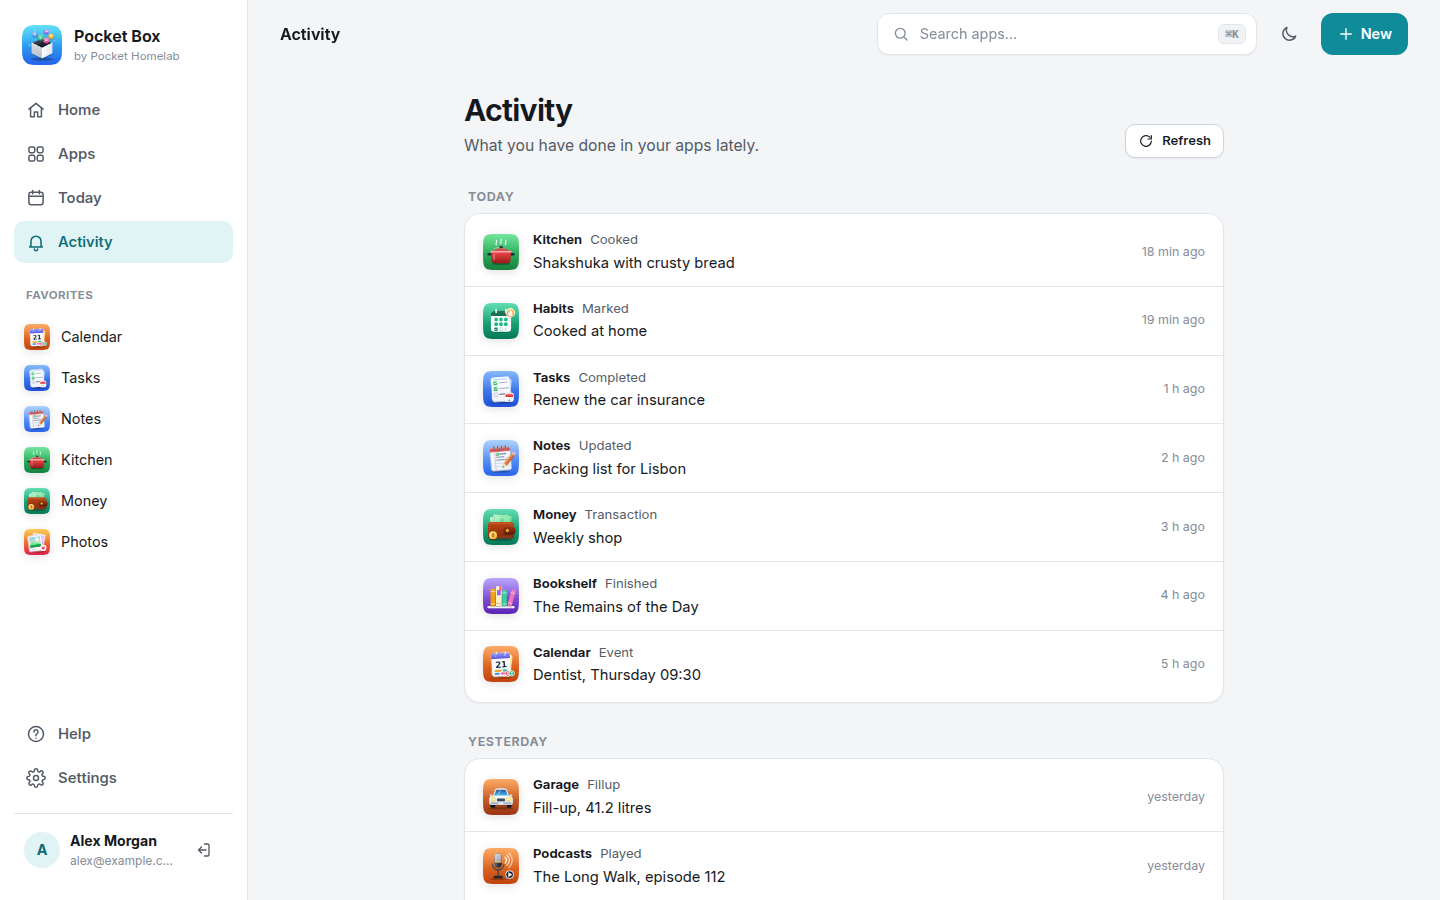 Pocket Box
by Pocket Homelab
Home
Apps
Today
Activity
FAVORITES
Calendar
Tasks
Notes
Kitchen
Money
Photos
Help
Settings
A
Alex Morgan
alex@example.c...
Activity
Search apps...
⌘K
New
Activity
What you have done in your apps lately.
Refresh
TODAY
Kitchen Cooked
Shakshuka with crusty bread
18 min ago
Habits Marked
Cooked at home
19 min ago
Tasks Completed
Renew the car insurance
1 h ago
Notes Updated
Packing list for Lisbon
2 h ago
Money Transaction
Weekly shop
3 h ago
Bookshelf Finished
The Remains of the Day
4 h ago
21
Calendar Event
Dentist, Thursday 09:30
5 h ago
YESTERDAY
Garage Fillup
Fill-up, 41.2 litres
yesterday
Podcasts Played
The Long Walk, episode 112
yesterday